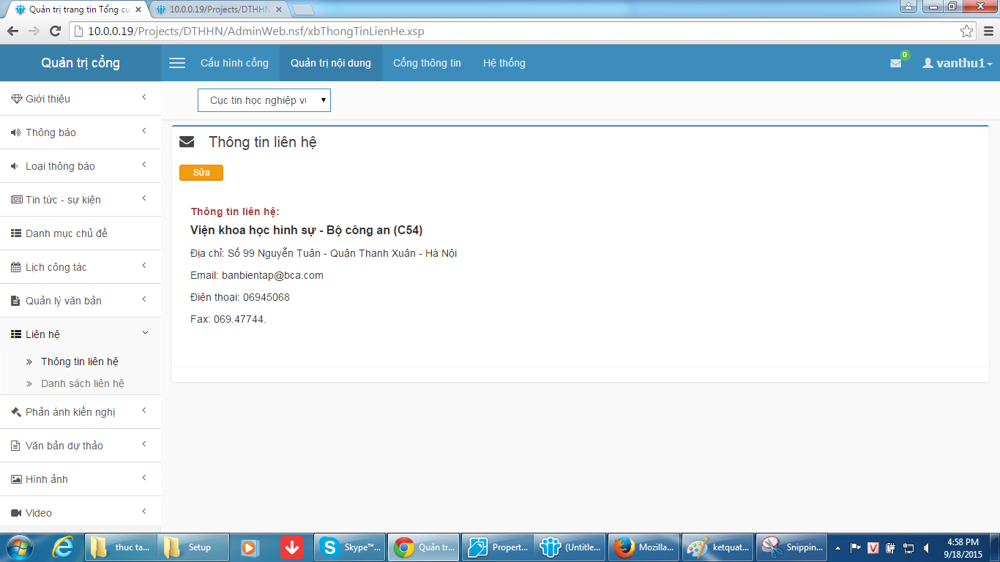 Quản trị trang tin Tổng cụ
10.0.0.19/Projects/DTHHN
10.0.0.19/Projects/DTHHN/AdminWeb.nsf/xbThongTinLienHe.xsp
Quản trị cổng
Cấu hình cổng
Quản trị nội dung
Cổng thông tin
Hệ thống
0
vanthu1
Giới thiệu
Thông báo
Loại thông báo
Tin tức - sự kiện
Danh mục chủ đề
Lịch công tác
Quản lý văn bản
Liên hệ
Thông tin liên hệ
Danh sách liên hệ
Phản ánh kiến nghị
Văn bản dự thảo
Hình ảnh
Video
Cục tin học nghiệp vụ
Thông tin liên hệ
Sửa
Thông tin liên hệ:
Viện khoa học hình sự - Bộ công an (C54)
Địa chỉ: Số 99 Nguyễn Tuân - Quận Thanh Xuân - Hà Nội
Email: banbientap@bca.com
Điện thoại: 06945068
Fax: 069.47744.
thuc ta...
Setup
Skype™...
Quản tr...
Propert...
(Untitle...
Mozilla...
ketquat...
Snippin...
4:58 PM
9/18/2015